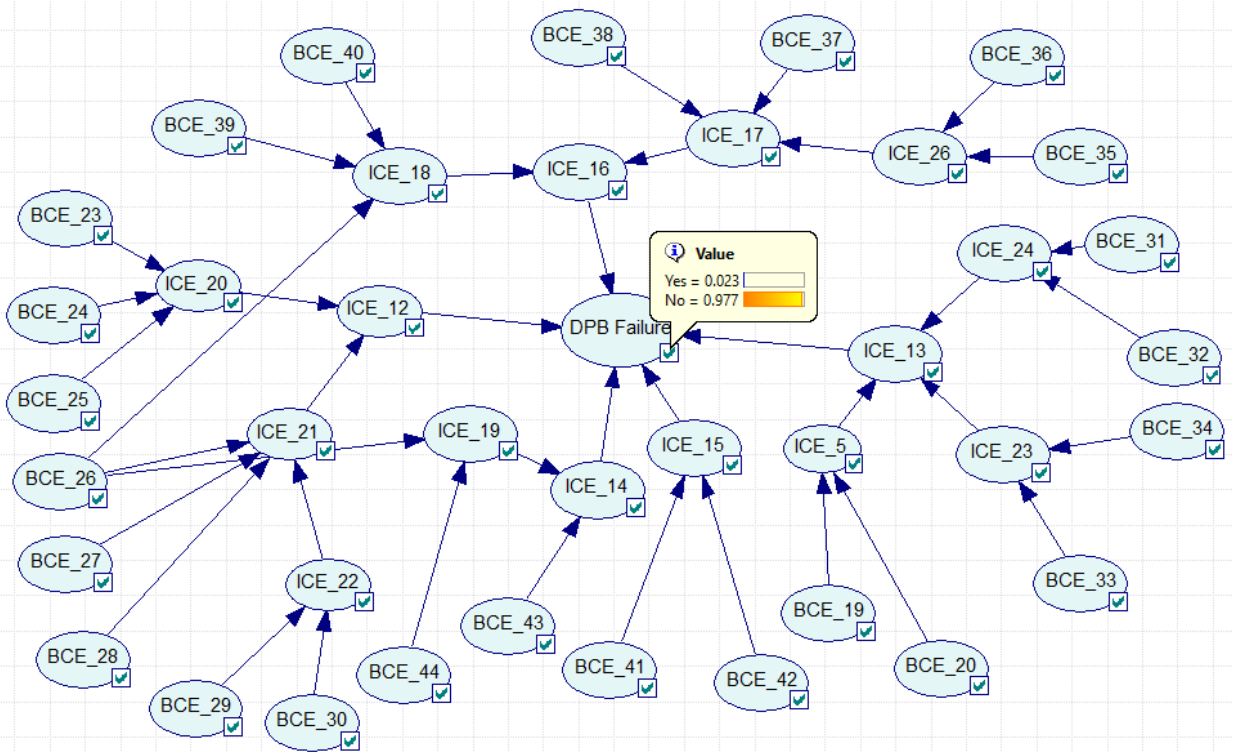 BCE_38
BCE_37
BCE_40
BCE_36
BCE_39
ICE_17
ICE_26
BCE_35
ICE_18
ICE_16
BCE_23
BCE_31
ICE_24
Value
Yes = 0.023
No = 0.977
ICE_20
BCE_24
ICE_12
DPB Failure
ICE_13
BCE_32
BCE_25
ICE_21
ICE_19
ICE_15
ICE_5
BCE_34
ICE_23
BCE_26
ICE_14
BCE_27
ICE_22
BCE_33
BCE_19
BCE_43
BCE_28
BCE_44
BCE_41
BCE_42
BCE_20
BCE_29
BCE_30